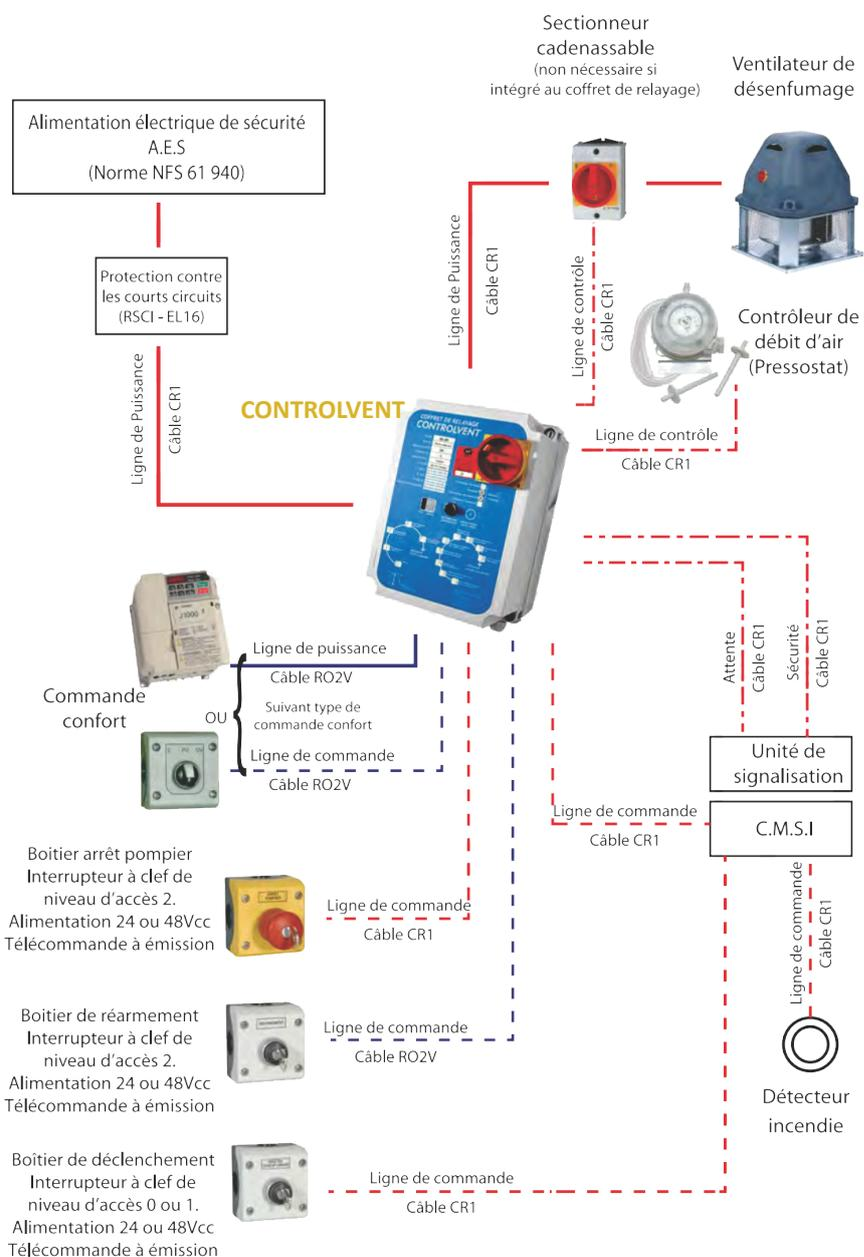 Sectionneur
cadenassable
(non nécessaire si
intégré au coffret de relayage)
Ventilateur de
désenfumage
Alimentation électrique de sécurité
A.E.S
(Norme NFS 61 940)
Protection contre
les courts circuits
(RSCI - EL16)
Ligne de Puissance
Câble CR1
Ligne de Puissance
Câble CR1
Ligne de contrôle
Câble CR1
Contrôleur de
débit d'air
(Pressostat)
Ligne de contrôle
Câble CR1
CONTROLVENT
COFFRET DE RELAYAGE
CONTROLVENT
J1000
Commande
confort
OU
Ligne de puissance
Câble RO2V
Suivant type de
commande confort
Ligne de commande
Câble RO2V
Attente
Câble CR1
Sécurité
Câble CR1
Unité de
signalisation
C.M.S.I
Ligne de commande
Câble CR1
Ligne de commande
Câble CR1
Détecteur
incendie
Boitier arrêt pompier
Interrupteur à clef de
niveau d'accès 2.
Alimentation 24 ou 48Vcc
Télécommande à émission
Ligne de commande
Câble CR1
Boitier de réarmement
Interrupteur à clef de
niveau d'accès 2.
Alimentation 24 ou 48Vcc
Télécommande à émission
Ligne de commande
Câble RO2V
Boîtier de déclenchement
Interrupteur à clef de
niveau d'accès 0 ou 1.
Alimentation 24 ou 48Vcc
Télécommande à émission
Ligne de commande
Câble CR1